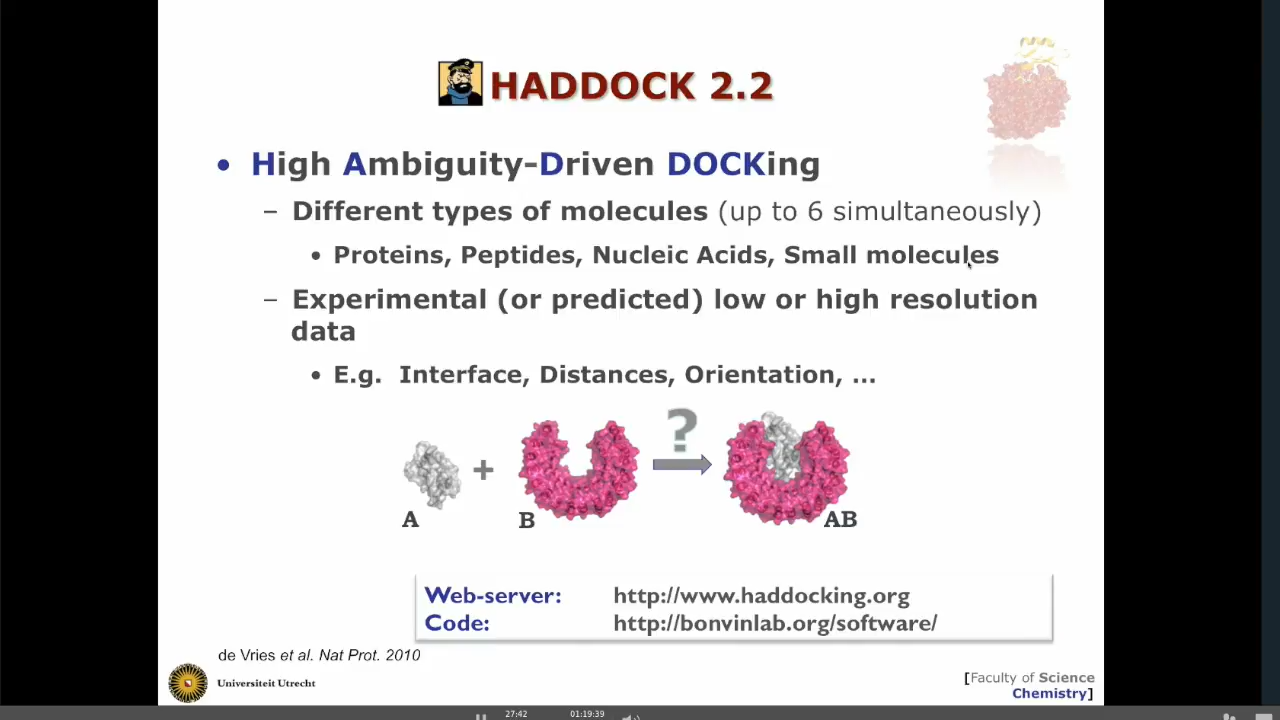 HADDOCK 2.2
• High Ambiguity-Driven DOCKing
– Different types of molecules (up to 6 simultaneously)
• Proteins, Peptides, Nucleic Acids, Small molecules
– Experimental (or predicted) low or high resolution
data
• E.g. Interface, Distances, Orientation, ...
?
+
A
B
AB
Web-server: http://www.haddocking.org
Code: http://bonvinlab.org/software/
de Vries et al. Nat Prot. 2010
Universiteit Utrecht
[Faculty of Science
Chemistry]
27:42 01:19:39